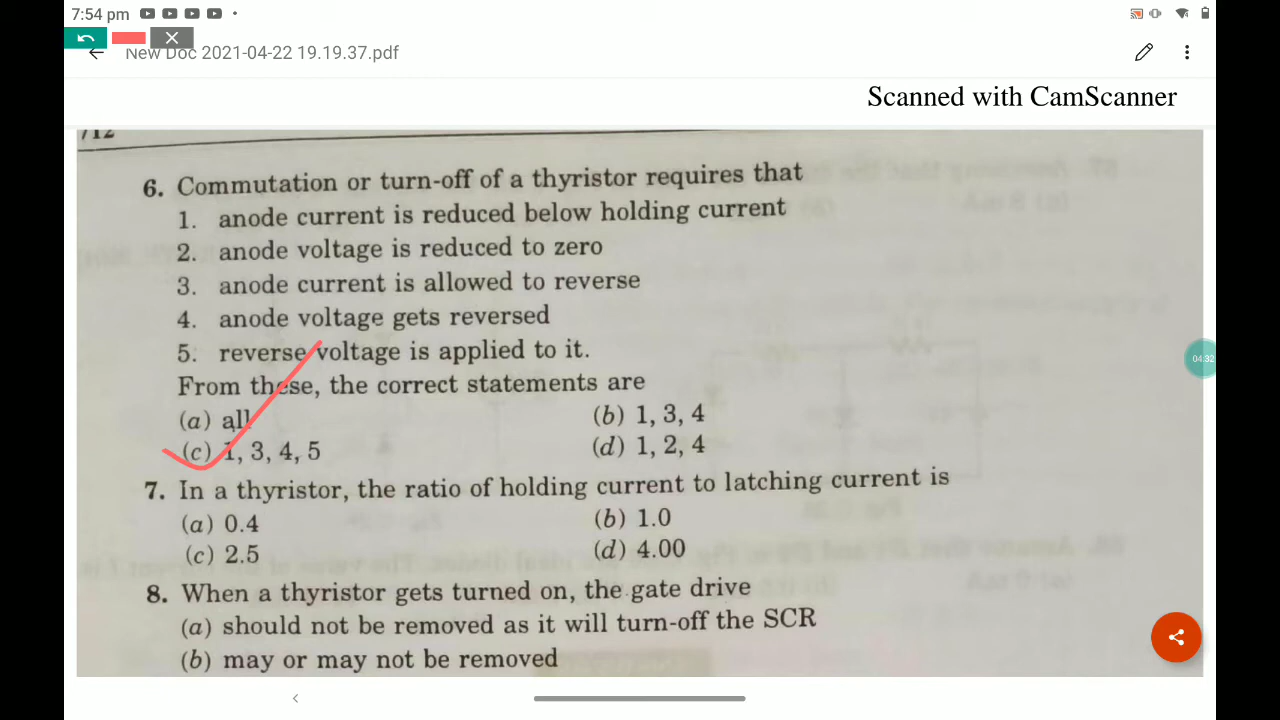 7:54 pm
New Doc 2021-04-22 19.19.37.pdf
Scanned with CamScanner
712
6. Commutation or turn-off of a thyristor requires that
1. anode current is reduced below holding current
2. anode voltage is reduced to zero
3. anode current is allowed to reverse
4. anode voltage gets reversed
04:32
5. reverse voltage is applied to it.
From these, the correct statements are
(a) all
(b) 1, 3, 4
(c) 1, 3, 4, 5
(d) 1, 2, 4
7. In a thyristor, the ratio of holding current to latching current is
(a) 0.4
(b) 1.0
(c) 2.5
(d) 4.00
8. When a thyristor gets turned on, the gate drive
(a) should not be removed as it will turn-off the SCR
(b) may or may not be removed